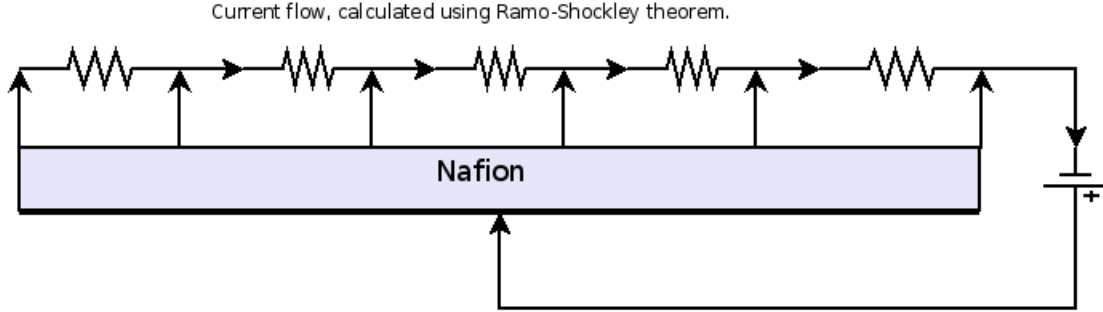 Current flow, calculated using Ramo-Shockley theorem.
Nafion
+